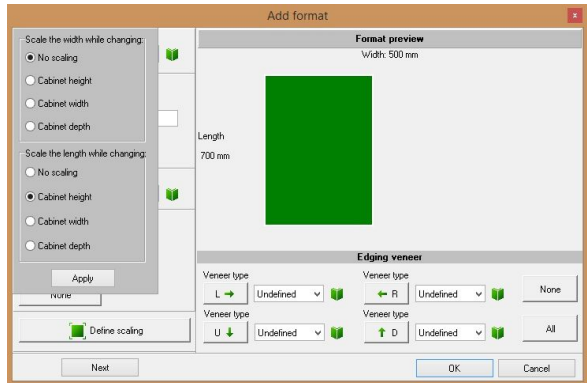 Add format
x
Scale the width while changing:
No scaling
Cabinet height
Cabinet width
Cabinet depth
Scale the length while changing:
No scaling
Cabinet height
Cabinet width
Cabinet depth
Apply
None
Define scaling
Next
Format preview
Width: 500 mm
Length
700 mm
Edging veneer
Veneer type
L
Undefined
Veneer type
R
Undefined
None
Veneer type
U
Undefined
Veneer type
D
Undefined
All
OK
Cancel